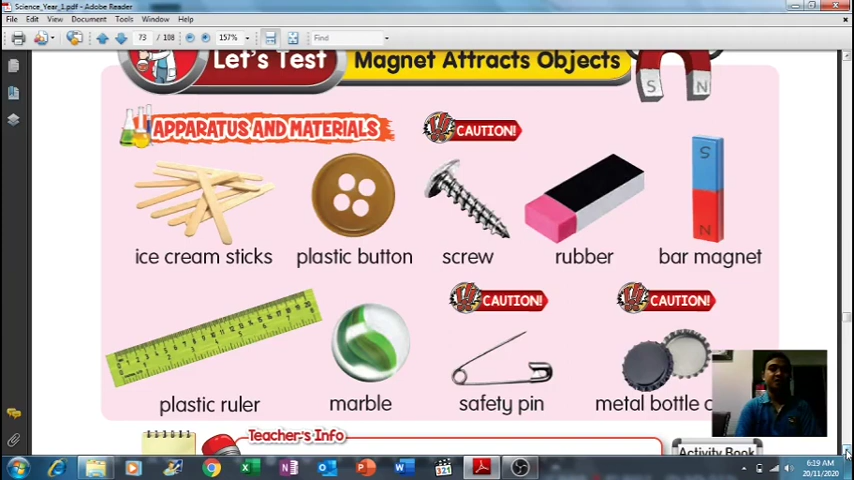 Science_Year_1.pdf - Adobe Reader
File Edit View Document Tools Window Help
73 / 108 157% Find
Let's Test Magnet Attracts Objects
S N
APPARATUS AND MATERIALS CAUTION!
S
N
ice cream sticks plastic button screw rubber bar magnet
CAUTION! CAUTION!
plastic ruler marble safety pin metal bottle c
Teacher's Info
Activity Book
321
6:19 AM
20/11/2020